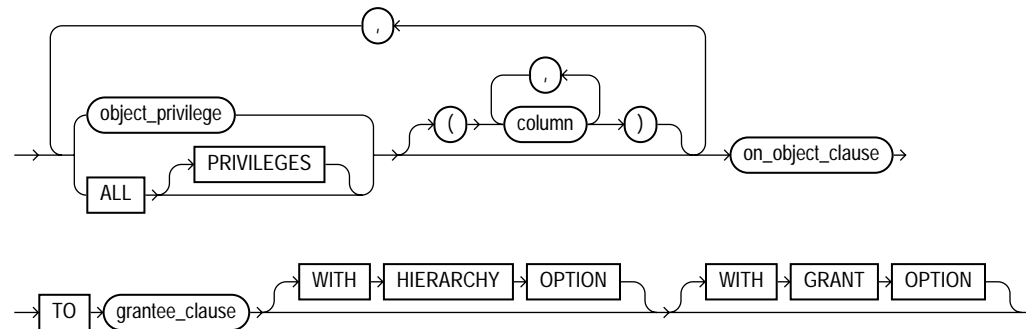 ,
,
object_privilege
( column )
PRIVILEGES
on_object_clause
ALL
WITH HIERARCHY OPTION WITH GRANT OPTION
TO grantee_clause